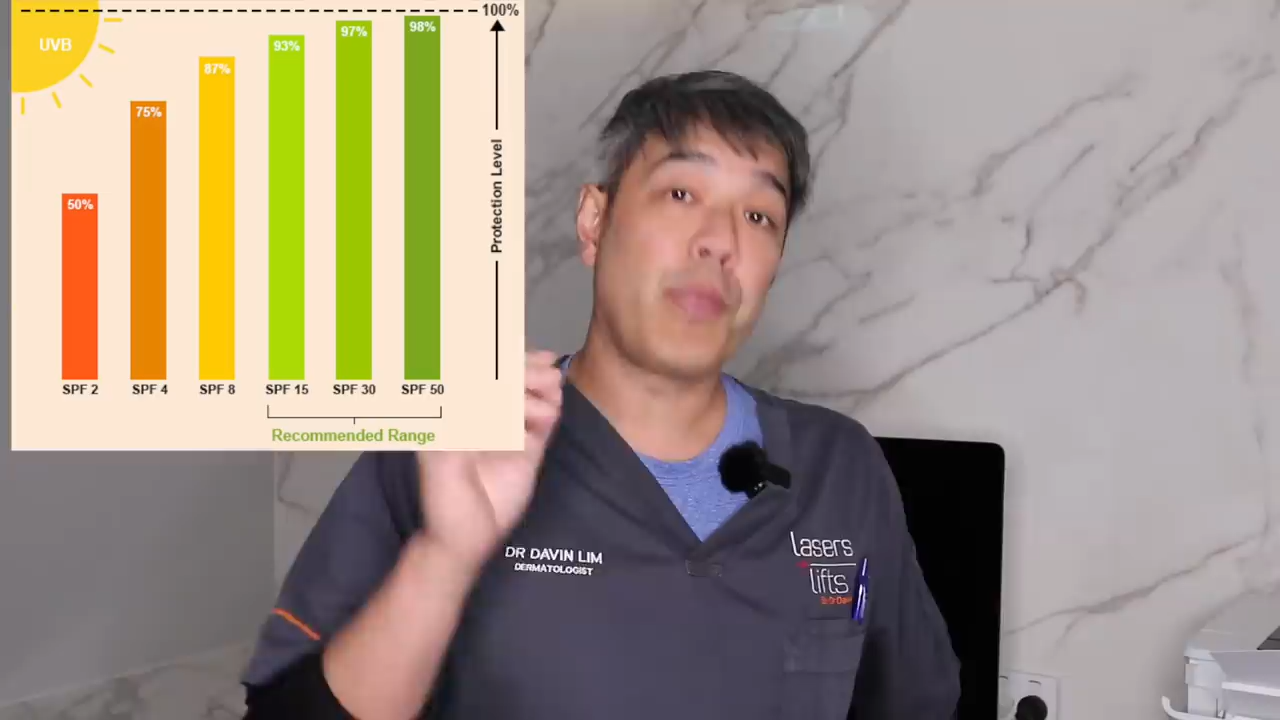 UVB
100%
98%
97%
93%
87%
75%
50%
Protection Level
SPF 2
SPF 4
SPF 8
SPF 15
SPF 30
SPF 50
Recommended Range
DR DAVIN LIM
DERMATOLOGIST
lasers
lifts